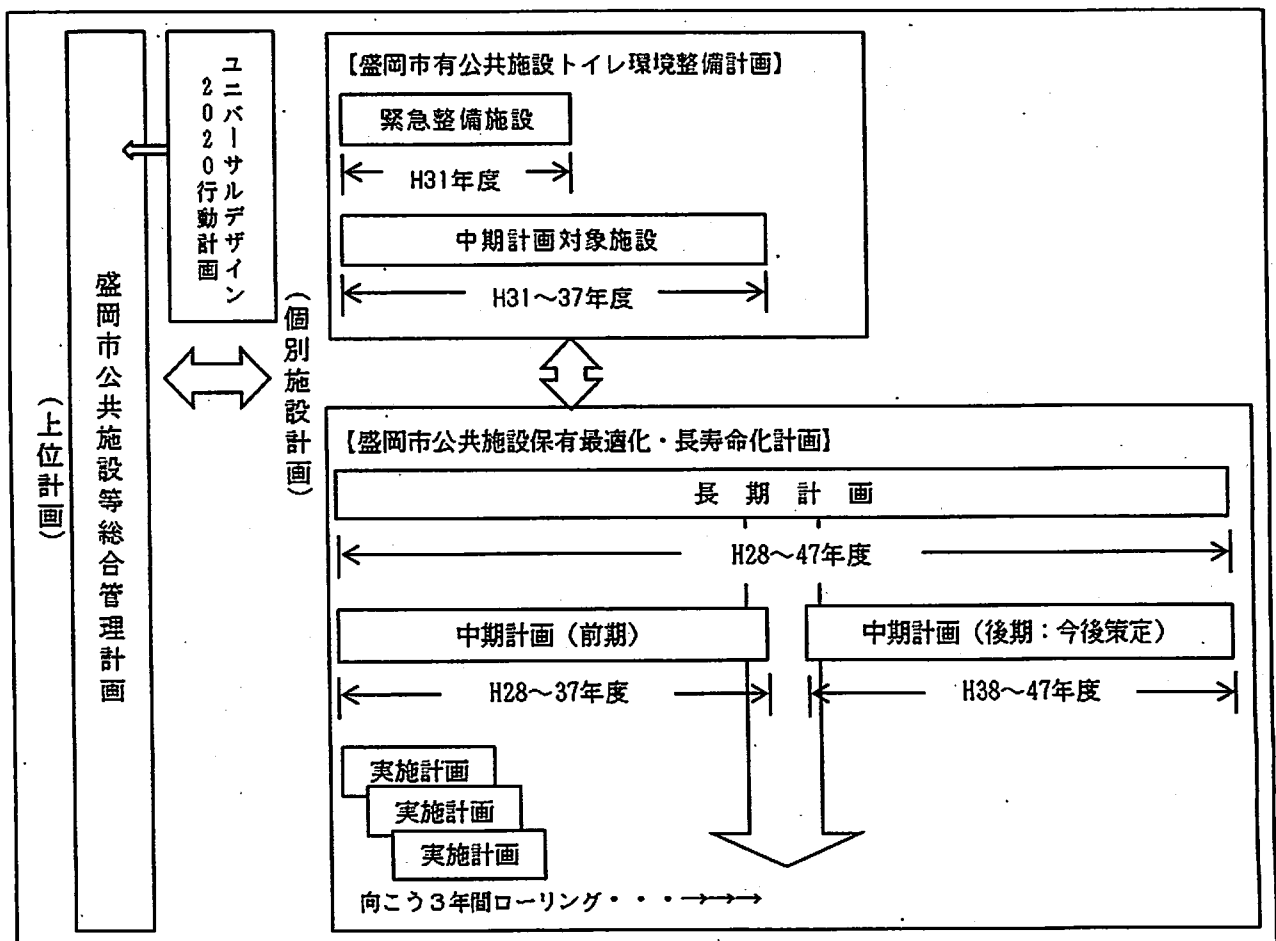 (上位計画)
盛岡市公共施設等総合管理計画
ユニバーサルデザイン
2020行動計画
(個別施設計画)
【盛岡市有公共施設トイレ環境整備計画】
緊急整備施設
H31年度
中期計画対象施設
H31〜37年度
【盛岡市公共施設保有最適化・長寿命化計画】
長期計画
H28〜47年度
中期計画(前期)
中期計画(後期:今後策定)
H28〜37年度
H38〜47年度
実施計画
実施計画
実施計画
向こう3年間ローリング・・・→→→